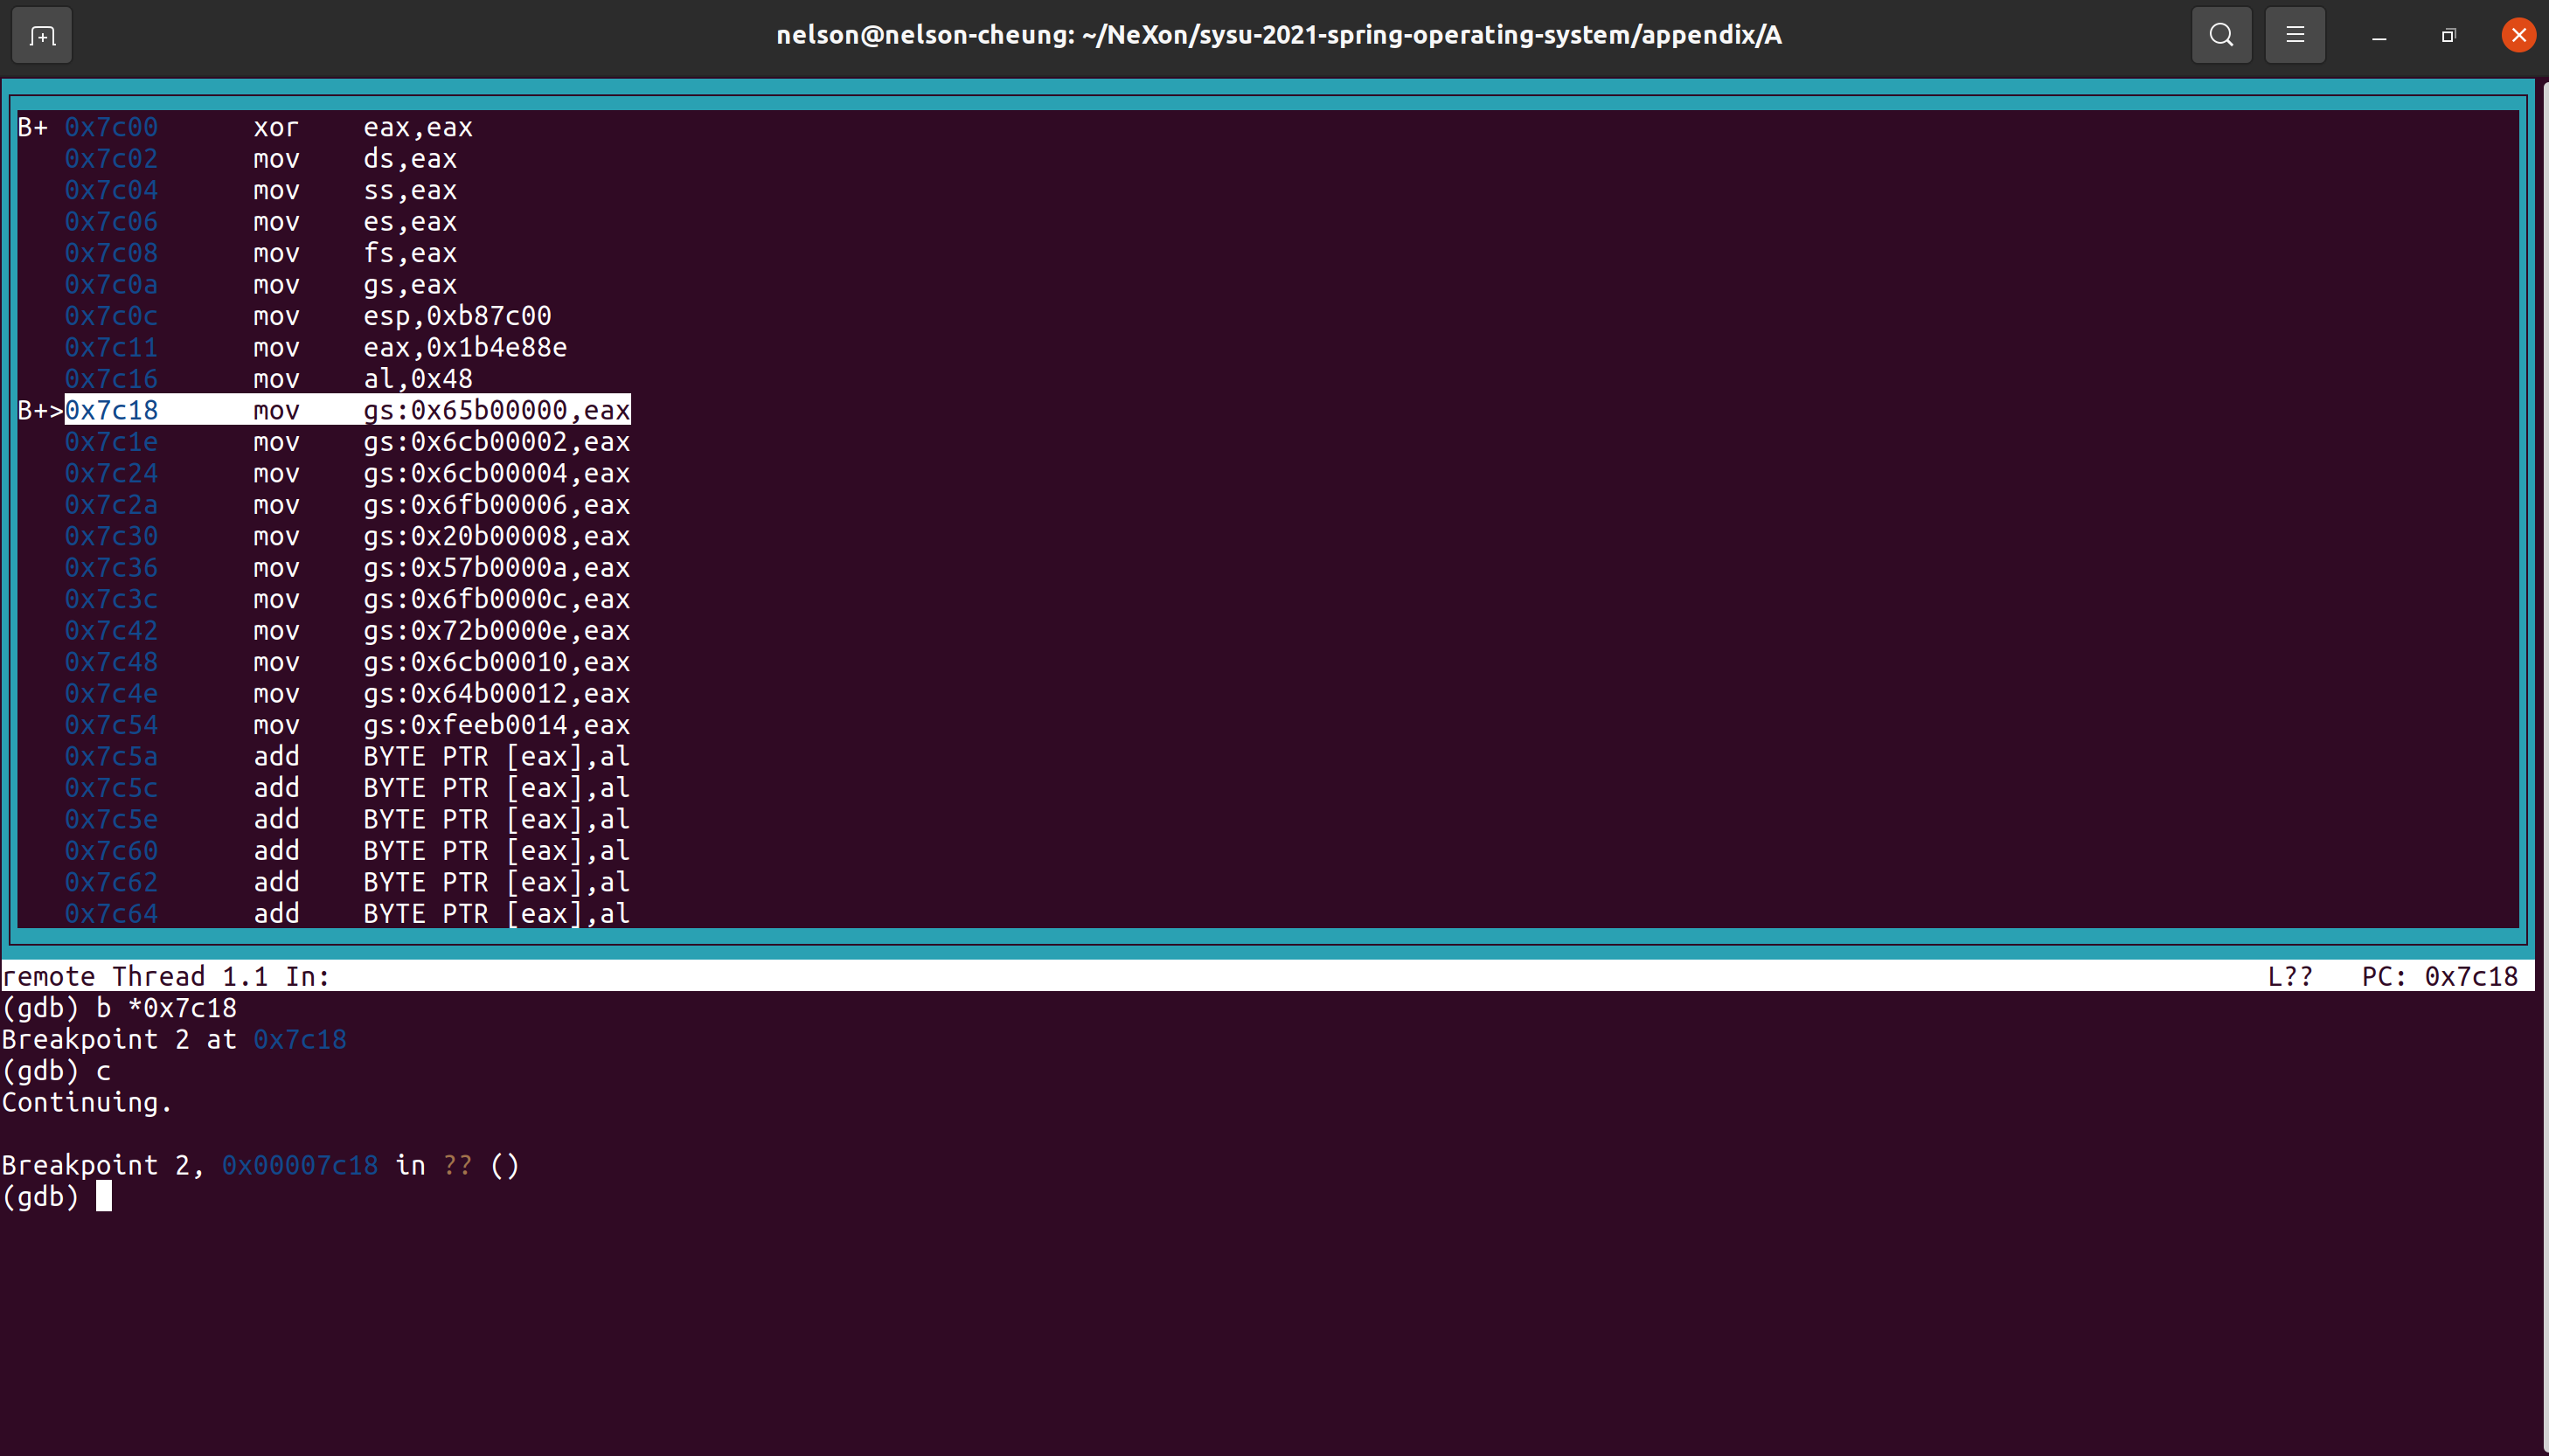 nelson@nelson-cheung: ~/NeXon/sysu-2021-spring-operating-system/appendix/A
B+ 0x7c00 xor eax,eax
0x7c02 mov ds,eax
0x7c04 mov ss,eax
0x7c06 mov es,eax
0x7c08 mov fs,eax
0x7c0a mov gs,eax
0x7c0c mov esp,0xb87c00
0x7c11 mov eax,0x1b4e88e
0x7c16 mov al,0x48
B+>0x7c18 mov gs:0x65b00000,eax
0x7c1e mov gs:0x6cb00002,eax
0x7c24 mov gs:0x6cb00004,eax
0x7c2a mov gs:0x6fb00006,eax
0x7c30 mov gs:0x20b00008,eax
0x7c36 mov gs:0x57b0000a,eax
0x7c3c mov gs:0x6fb0000c,eax
0x7c42 mov gs:0x72b0000e,eax
0x7c48 mov gs:0x6cb00010,eax
0x7c4e mov gs:0x64b00012,eax
0x7c54 mov gs:0xfeeb0014,eax
0x7c5a add BYTE PTR [eax],al
0x7c5c add BYTE PTR [eax],al
0x7c5e add BYTE PTR [eax],al
0x7c60 add BYTE PTR [eax],al
0x7c62 add BYTE PTR [eax],al
0x7c64 add BYTE PTR [eax],al
remote Thread 1.1 In: L?? PC: 0x7c18
(gdb) b *0x7c18
Breakpoint 2 at 0x7c18
(gdb) c
Continuing.
Breakpoint 2, 0x00007c18 in ?? ()
(gdb)